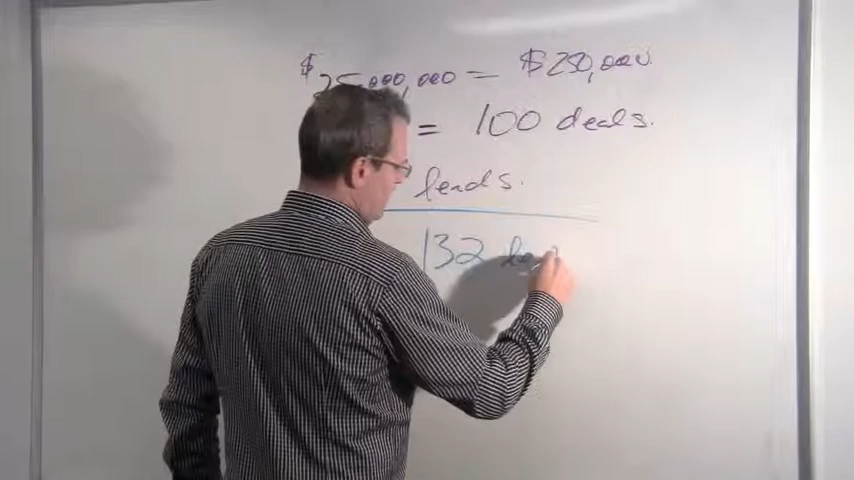 $25,000,000 = $250,000.
= 100 deals.
leads.
132